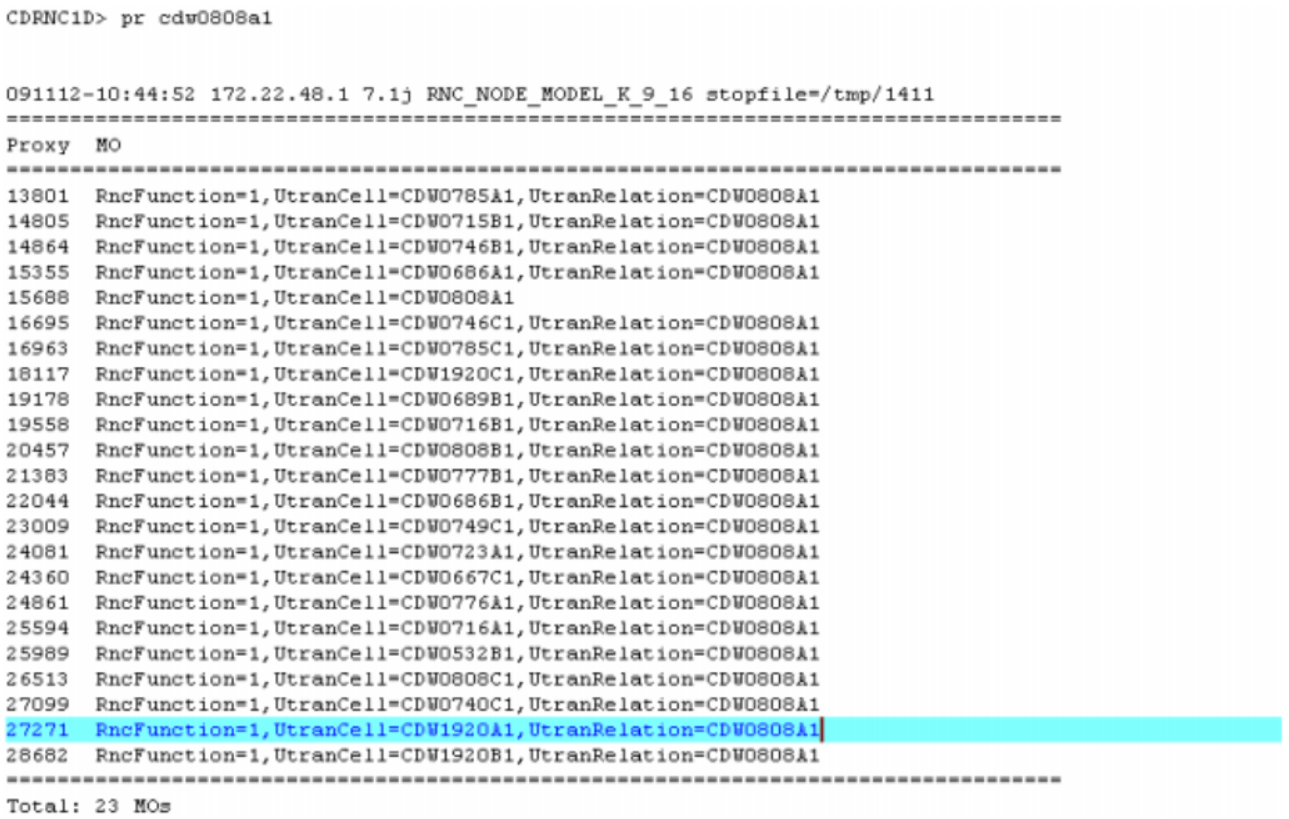 CDRNC1D> pr cdw0808a1
091112-10:44:52 172.22.48.1 7.1j RNC_NODE_MODEL_K_9_16 stopfile=/tmp/1411
===================================================================================
Proxy  MO
===================================================================================
13801  RncFunction=1,UtranCell=CDW0785A1,UtranRelation=CDW0808A1
14805  RncFunction=1,UtranCell=CDW0715B1,UtranRelation=CDW0808A1
14864  RncFunction=1,UtranCell=CDW0746B1,UtranRelation=CDW0808A1
15355  RncFunction=1,UtranCell=CDW0686A1,UtranRelation=CDW0808A1
15688  RncFunction=1,UtranCell=CDW0808A1
16695  RncFunction=1,UtranCell=CDW0746C1,UtranRelation=CDW0808A1
16963  RncFunction=1,UtranCell=CDW0785C1,UtranRelation=CDW0808A1
18117  RncFunction=1,UtranCell=CDW1920C1,UtranRelation=CDW0808A1
19178  RncFunction=1,UtranCell=CDW0689B1,UtranRelation=CDW0808A1
19558  RncFunction=1,UtranCell=CDW0716B1,UtranRelation=CDW0808A1
20457  RncFunction=1,UtranCell=CDW0808B1,UtranRelation=CDW0808A1
21383  RncFunction=1,UtranCell=CDW0777B1,UtranRelation=CDW0808A1
22044  RncFunction=1,UtranCell=CDW0686B1,UtranRelation=CDW0808A1
23009  RncFunction=1,UtranCell=CDW0749C1,UtranRelation=CDW0808A1
24081  RncFunction=1,UtranCell=CDW0723A1,UtranRelation=CDW0808A1
24360  RncFunction=1,UtranCell=CDW0667C1,UtranRelation=CDW0808A1
24861  RncFunction=1,UtranCell=CDW0776A1,UtranRelation=CDW0808A1
25594  RncFunction=1,UtranCell=CDW0716A1,UtranRelation=CDW0808A1
25989  RncFunction=1,UtranCell=CDW0532B1,UtranRelation=CDW0808A1
26513  RncFunction=1,UtranCell=CDW0808C1,UtranRelation=CDW0808A1
27099  RncFunction=1,UtranCell=CDW0740C1,UtranRelation=CDW0808A1
27271  RncFunction=1,UtranCell=CDW1920A1,UtranRelation=CDW0808A1
28682  RncFunction=1,UtranCell=CDW1920B1,UtranRelation=CDW0808A1
===================================================================================
Total: 23 MOs